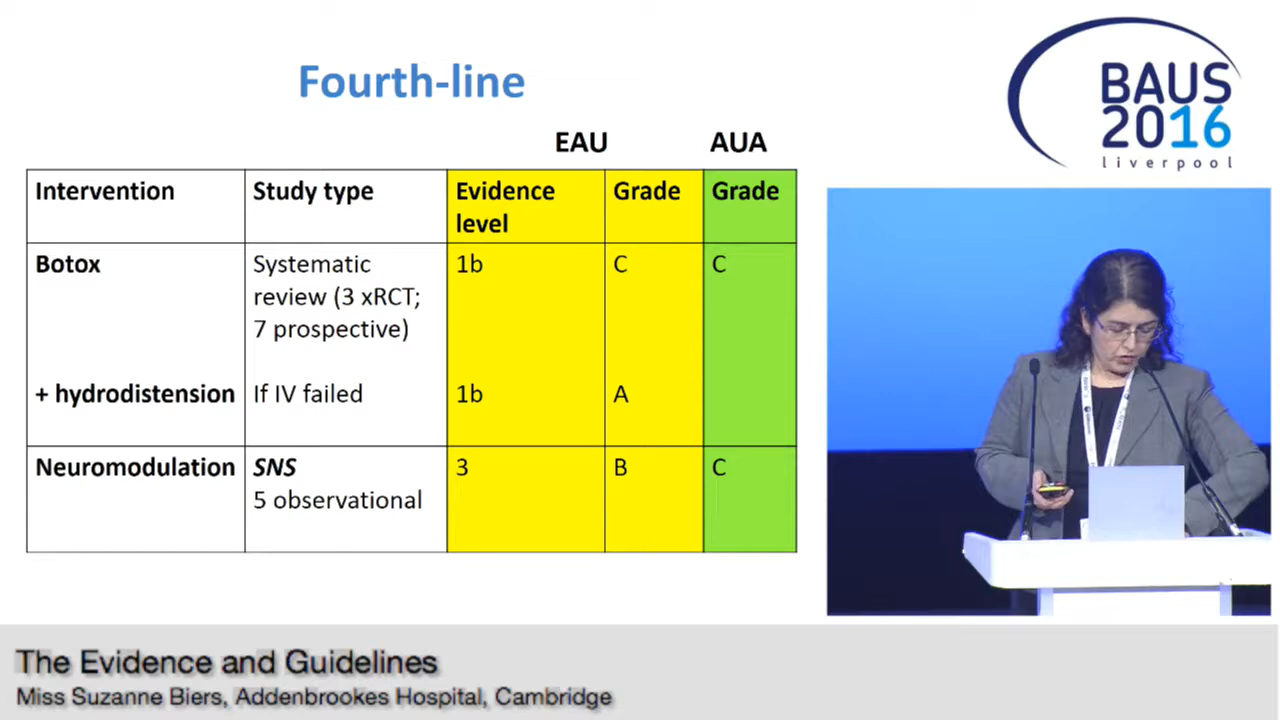 Fourth-line
BAUS
2016
liverpool
EAU AUA
Intervention Study type Evidence level Grade Grade
Botox Systematic review (3 xRCT; 7 prospective) 1b C C
+ hydrodistension If IV failed 1b A
Neuromodulation SNS 5 observational 3 B C
The Evidence and Guidelines
Miss Suzanne Biers, Addenbrookes Hospital, Cambridge